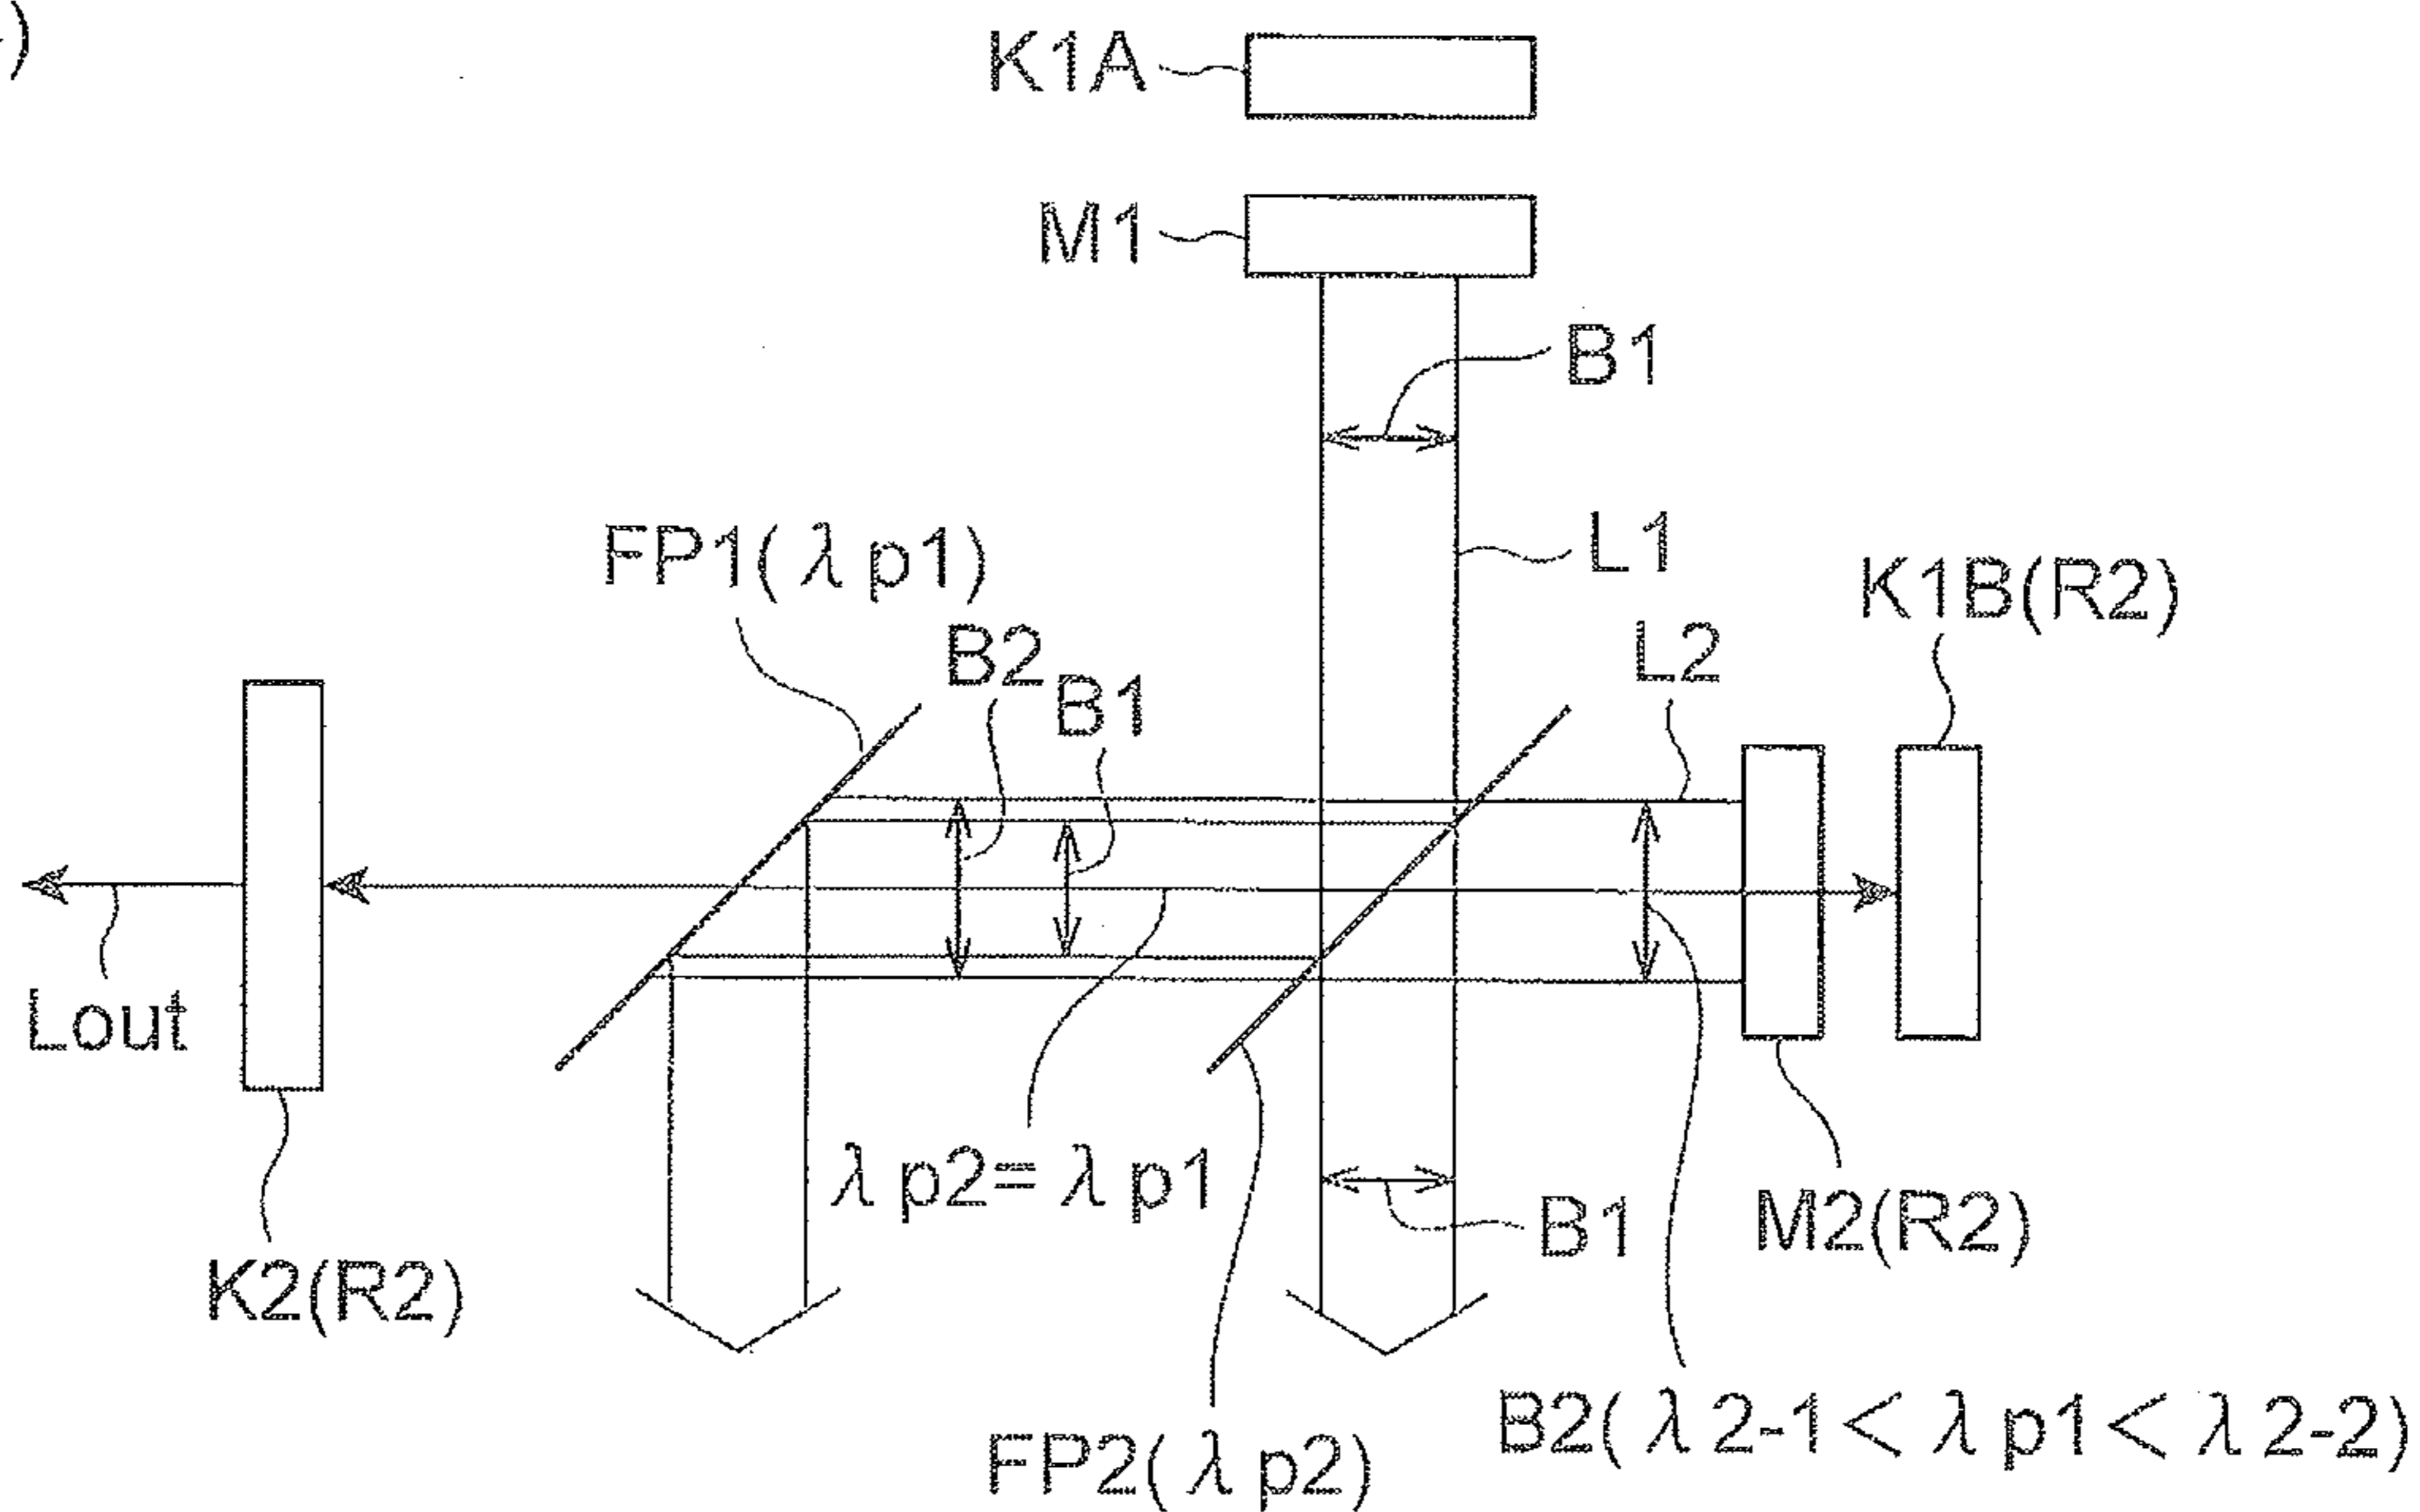 )
K1A
M1
B1
L1
FP1(λp1)
K1B(R2)
L2
B2
B1
Lout
λp2=λp1
B1
M2(R2)
K2(R2)
B2(λ2-1<λp1<λ2-2)
FP2(λp2)